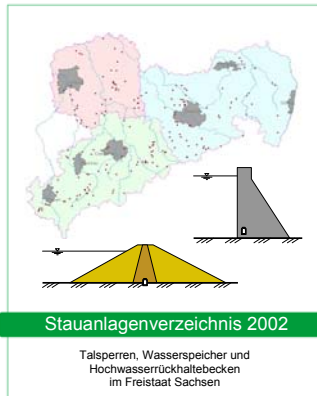 Stauanlagenverzeichnis 2002
Talsperren, Wasserspeicher und
Hochwasserrückhaltebecken
im Freistaat Sachsen